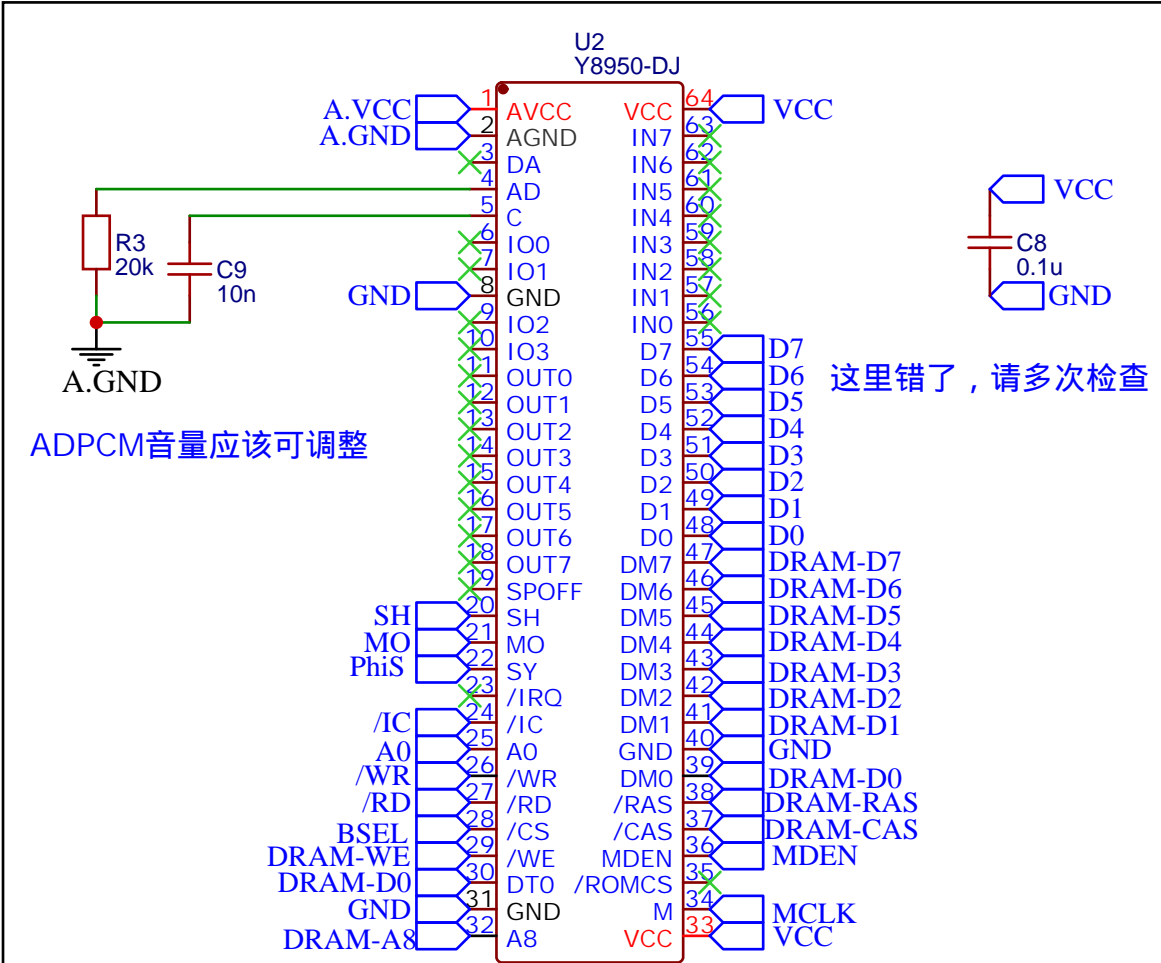 U2
Y8950-DJ
A.VCC 1 AVCC VCC 64 VCC
A.GND 2 AGND IN7 63
3 DA IN6 62
4 AD IN5 61 VCC
5 C IN4 60
R3 6 IO0 IN3 59 C8
20k C9 7 IO1 IN2 58 0.1u
10n GND 8 GND IN1 57 GND
9 IO2 IN0 56
10 IO3 D7 55 D7
A.GND 11 OUT0 D6 54 D6 这里错了，请多次检查
12 OUT1 D5 53 D5
ADPCM音量应该可调整 13 OUT2 D4 52 D4
14 OUT3 D3 51 D3
15 OUT4 D2 50 D2
16 OUT5 D1 49 D1
17 OUT6 D0 48 D0
18 OUT7 DM7 47 DRAM-D7
19 SPOFF DM6 46 DRAM-D6
SH 20 SH DM5 45 DRAM-D5
MO 21 MO DM4 44 DRAM-D4
PhiS 22 SY DM3 43 DRAM-D3
23 /IRQ DM2 42 DRAM-D2
/IC 24 /IC DM1 41 DRAM-D1
A0 25 A0 GND 40 GND
/WR 26 /WR DM0 39 DRAM-D0
/RD 27 /RD /RAS 38 DRAM-RAS
BSEL 28 /CS /CAS 37 DRAM-CAS
DRAM-WE 29 /WE MDEN 36 MDEN
DRAM-D0 30 DT0 /ROMCS 35
GND 31 GND M 34 MCLK
DRAM-A8 32 A8 VCC 33 VCC